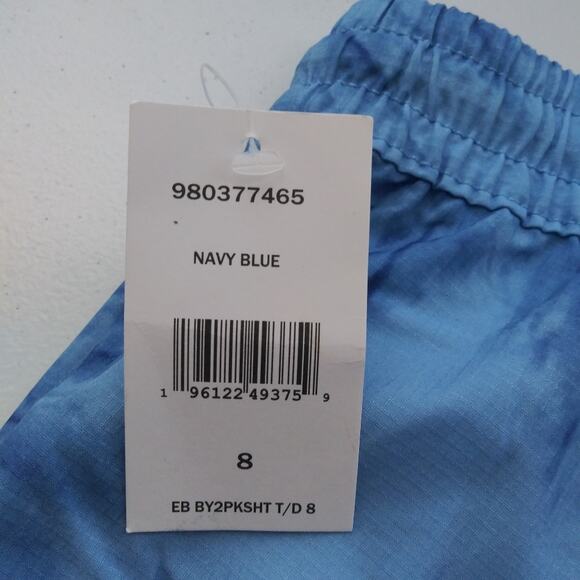 980377465
NAVY BLUE
1 96122 49375 9
8
EB BY2PKSHT T/D 8